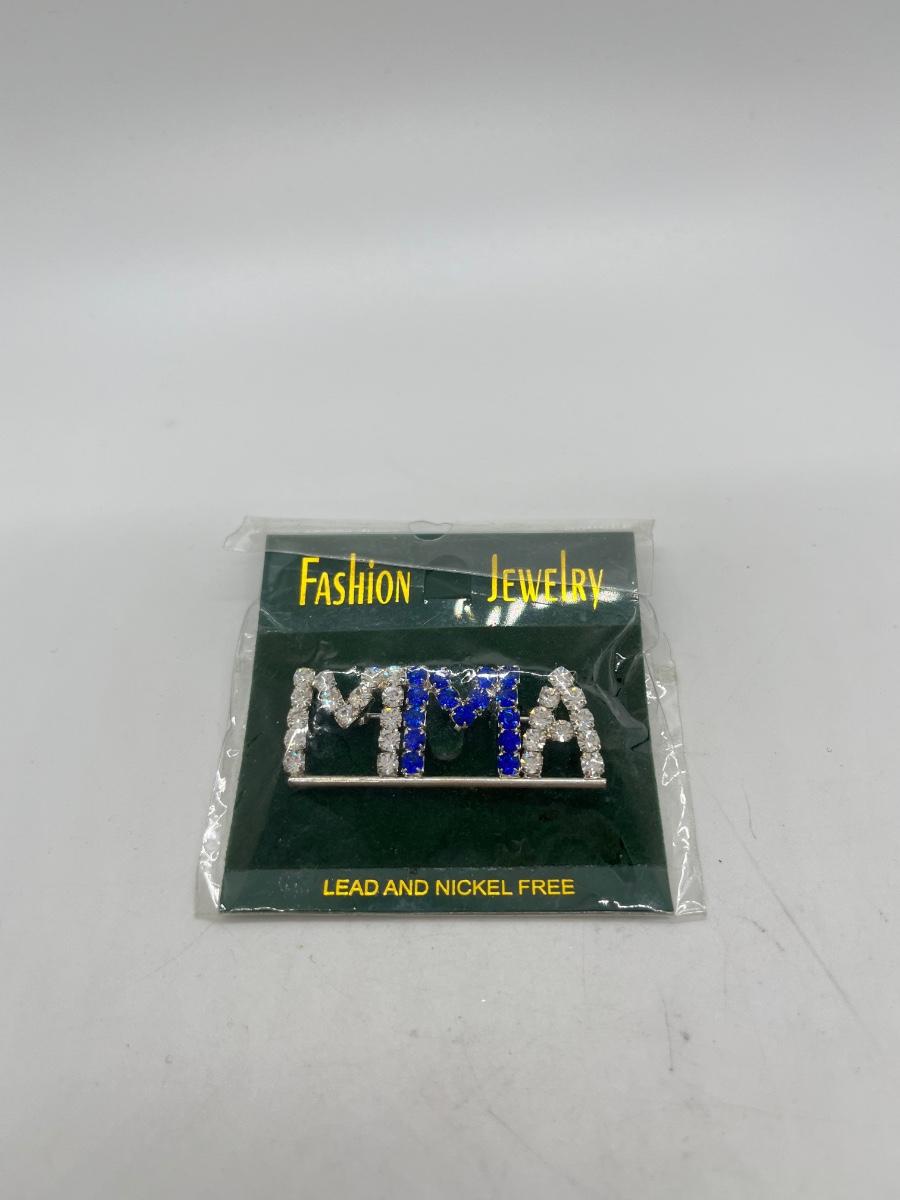 Fashion Jewelry
MMA
LEAD AND NICKEL FREE